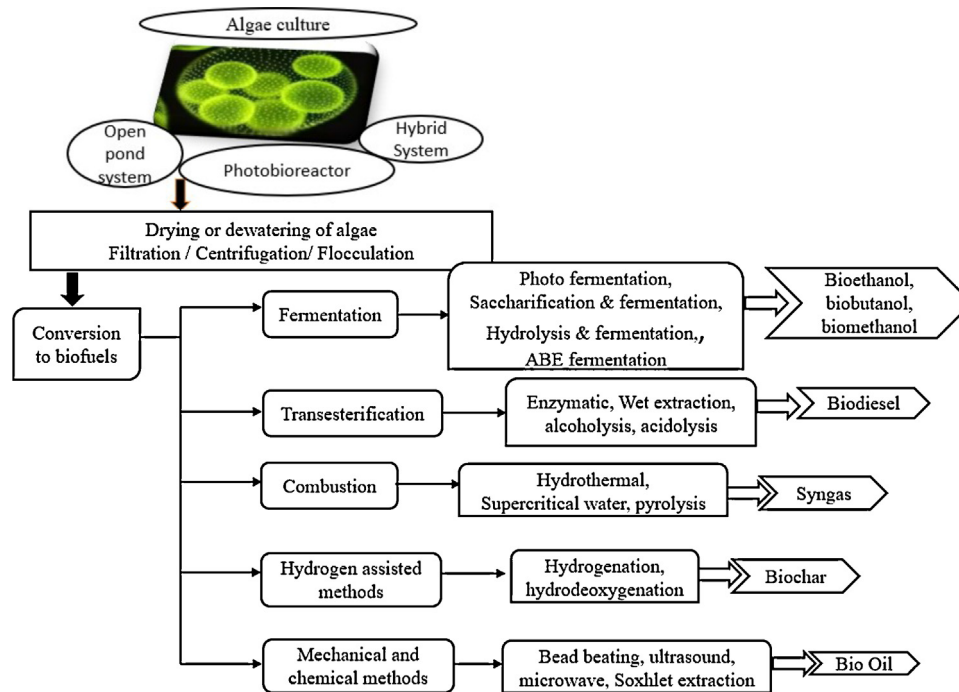 Algae culture
Open
pond
system
Photobioreactor
Hybrid
System
Drying or dewatering of algae
Filtration / Centrifugation/ Flocculation
Conversion
to biofuels
Fermentation
Photo fermentation,
Saccharification & fermentation,
Hydrolysis & fermentation,,
ABE fermentation
Bioethanol,
biobutanol,
biomethanol
Transesterification
Enzymatic, Wet extraction,
alcoholysis, acidolysis
Biodiesel
Combustion
Hydrothermal,
Supercritical water, pyrolysis
Syngas
Hydrogen assisted
methods
Hydrogenation,
hydrodeoxygenation
Biochar
Mechanical and
chemical methods
Bead beating, ultrasound,
microwave, Soxhlet extraction
Bio Oil